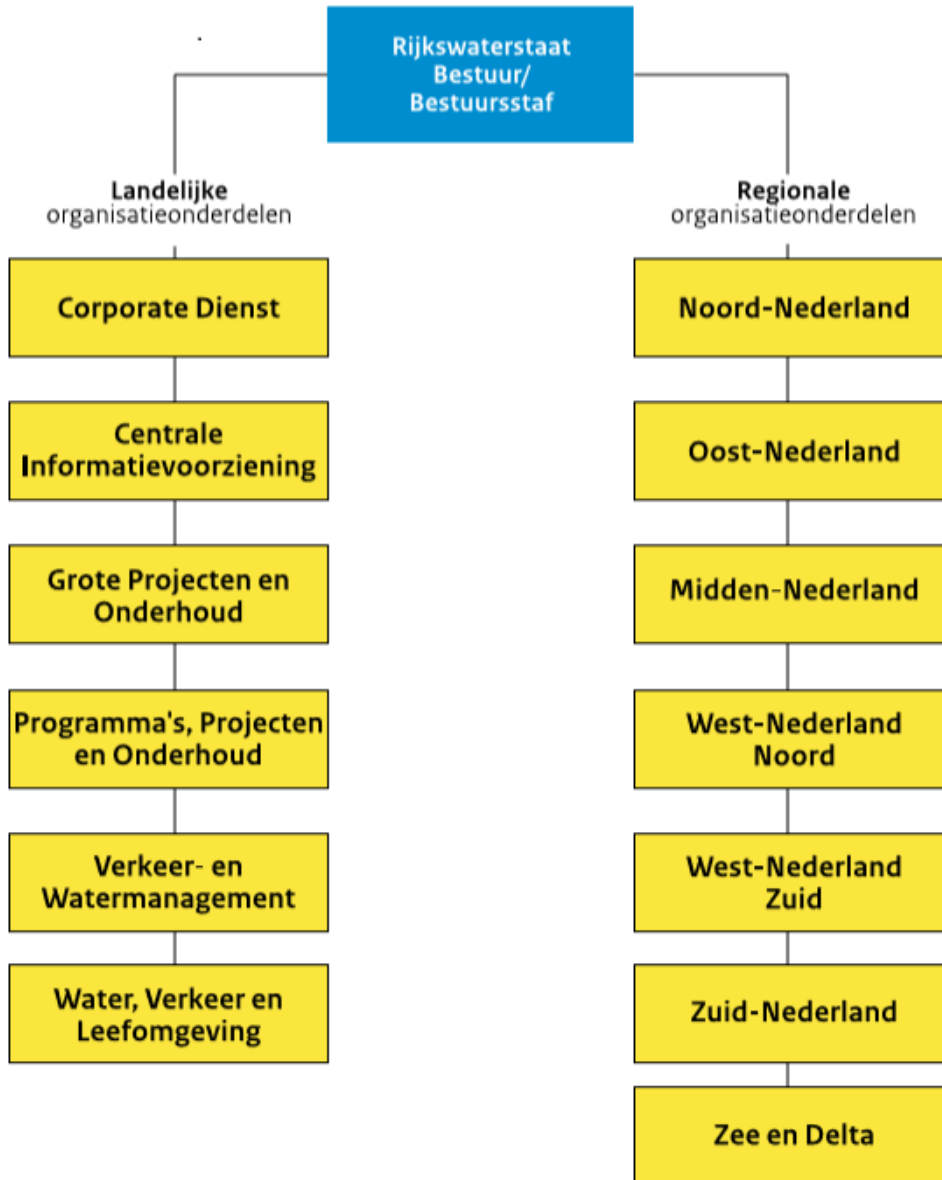 Rijkswaterstaat
Bestuur/
Bestuursstaf
Landelijke
organisatieonderdelen
Corporate Dienst
Centrale
Informatievoorziening
Grote Projecten en
Onderhoud
Programma's, Projecten
en Onderhoud
Verkeer- en
Watermanagement
Water, Verkeer en
Leefomgeving
Regionale
organisatieonderdelen
Noord-Nederland
Oost-Nederland
Midden-Nederland
West-Nederland
Noord
West-Nederland
Zuid
Zuid-Nederland
Zee en Delta